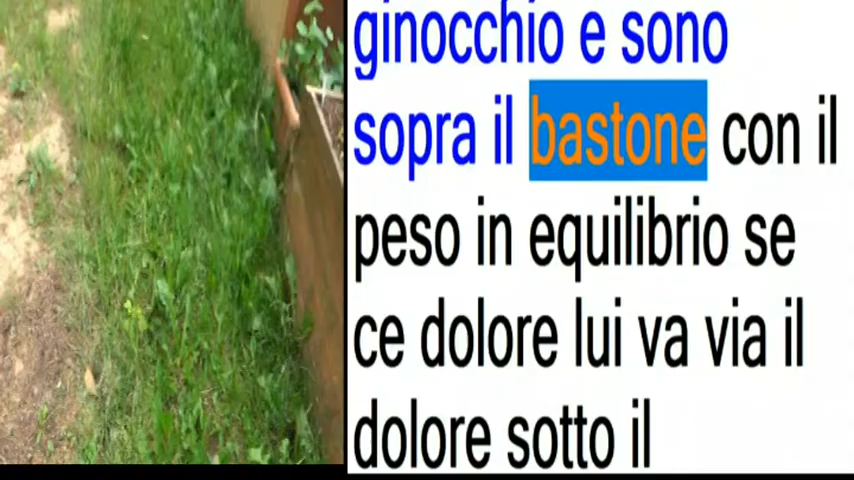 ginocchio e sono
sopra il bastone con il
peso in equilibrio se
ce dolore lui va via il
dolore sotto il